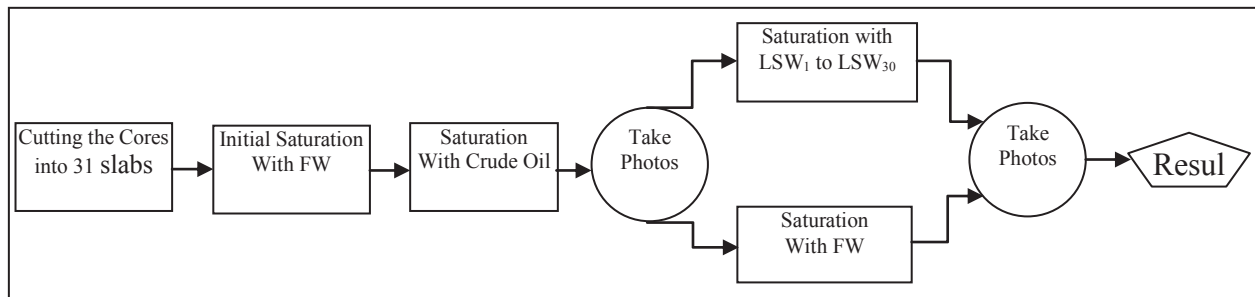 Cutting the Cores
into 31 slabs
Initial Saturation
With FW
Saturation
With Crude Oil
Take
Photos
Saturation with
LSW₁ to LSW₃₀
Saturation
With FW
Take
Photos
Resul